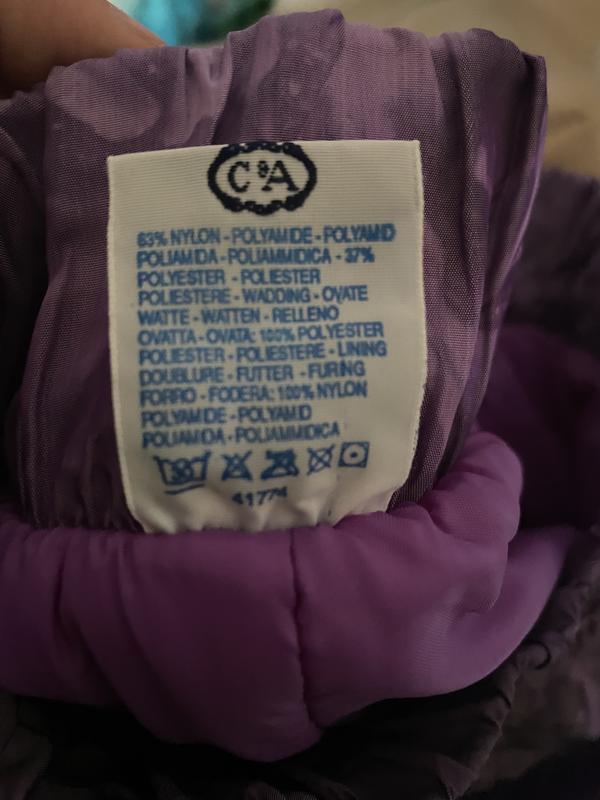 C&A
63% NYLON - POLYAMIDE - POLYAMID
POLIAMIDA - POLIAMMIDICA - 37%
POLYESTER - POLIESTER
POLIESTERE - WADDING - OVATE
WATTE - WATTEN - RELLENO
OVATTA - OVATA: 100% POLYESTER
POLIESTER - POLIESTERE - LINING
DOUBLURE - FUTTER - FURING
FORRO - FODERA: 100% NYLON
POLYAMIDE - POLYAMID
POLIAMIDA - POLIAMMIDICA
41774